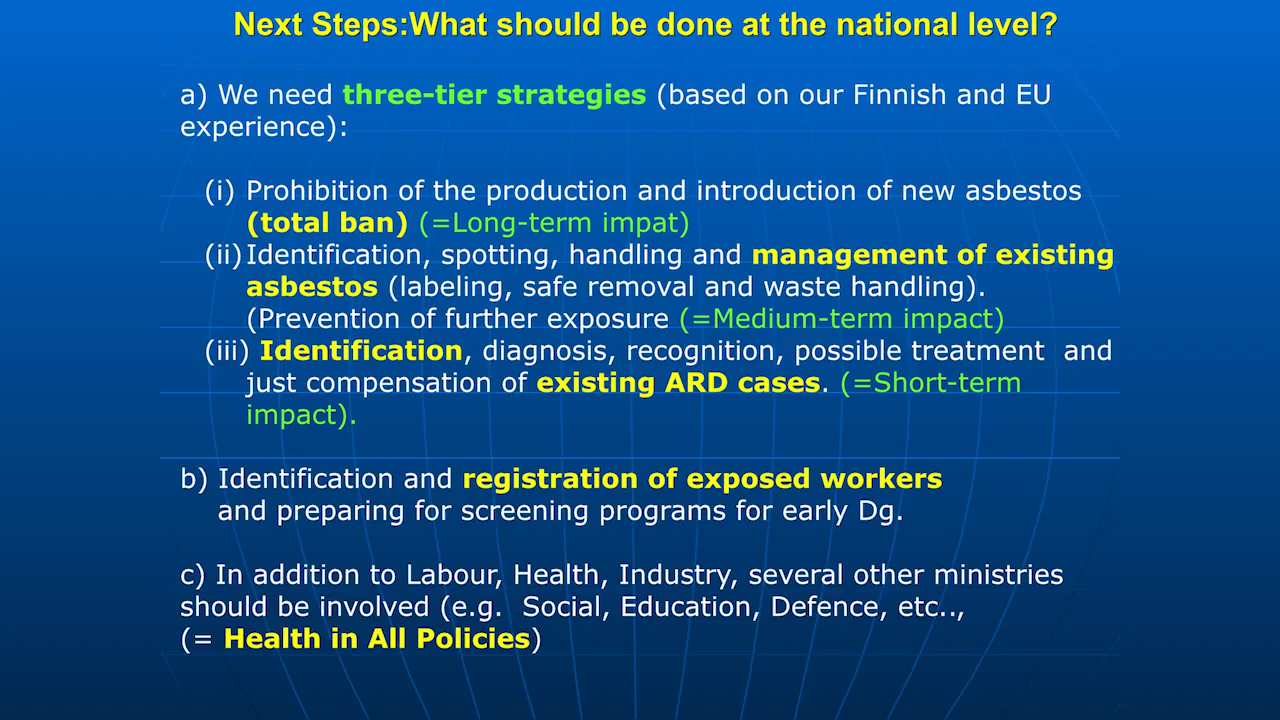 Next Steps:What should be done at the national level?
a) We need three-tier strategies (based on our Finnish and EU
experience):
(i) Prohibition of the production and introduction of new asbestos
(total ban) (=Long-term impat)
(ii) Identification, spotting, handling and management of existing
asbestos (labeling, safe removal and waste handling).
(Prevention of further exposure (=Medium-term impact)
(iii) Identification, diagnosis, recognition, possible treatment and
just compensation of existing ARD cases. (=Short-term
impact).
b) Identification and registration of exposed workers
and preparing for screening programs for early Dg.
c) In addition to Labour, Health, Industry, several other ministries
should be involved (e.g. Social, Education, Defence, etc..,
(= Health in All Policies)